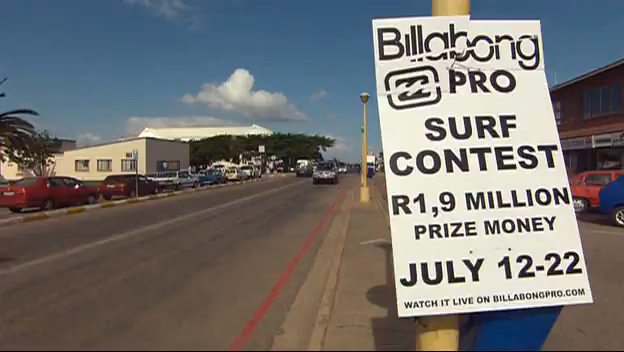 Billabong
PRO
SURF
CONTEST
R1,9 MILLION
PRIZE MONEY
JULY 12-22
WATCH IT LIVE ON BILLABONGPRO.COM